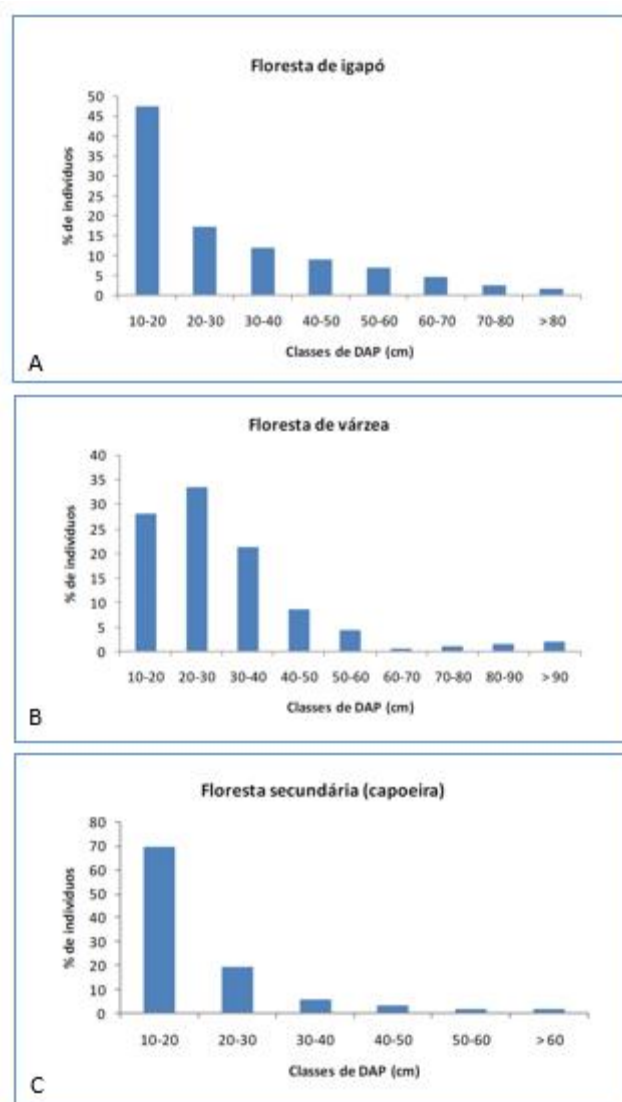 Floresta de igapó
% de indivíduos
50
45
40
35
30
25
20
15
10
5
0
10-20 20-30 30-40 40-50 50-60 60-70 70-80 >80
Classes de DAP (cm)
A
Floresta de várzea
% de indivíduos
40
35
30
25
20
15
10
5
0
10-20 20-30 30-40 40-50 50-60 60-70 70-80 80-90 >90
Classes de DAP (cm)
B
Floresta secundária (capoeira)
% de indivíduos
80
70
60
50
40
30
20
10
0
10-20 20-30 30-40 40-50 50-60 >60
Classes de DAP (cm)
C